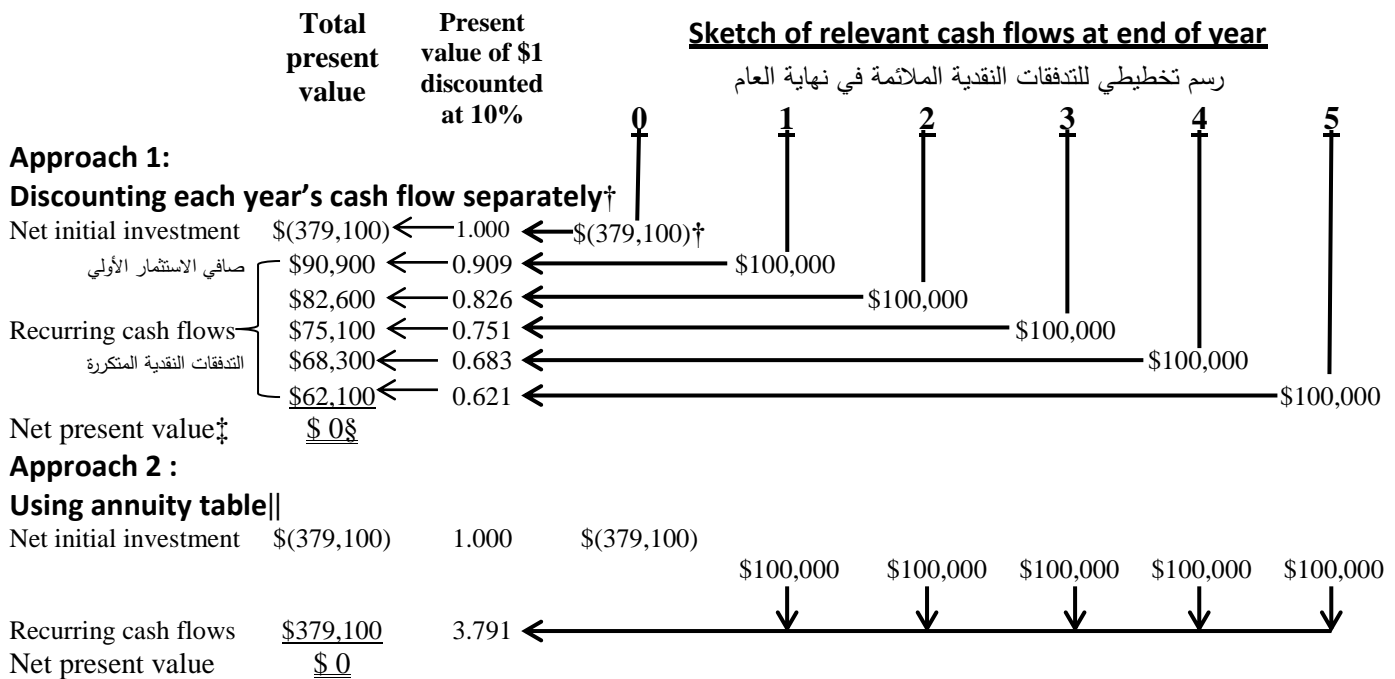 Total present value
Present value of $1 discounted at 10%
Sketch of relevant cash flows at end of year
رسم تخطيطي للتدفقات النقدية الملائمة في نهاية العام
0 1 2 3 4 5
Approach 1:
Discounting each year’s cash flow separately†
Net initial investment $(379,100) 1.000 $(379,100)†
صافي الاستثمار الأولي $90,900 0.909 $100,000
$82,600 0.826 $100,000
Recurring cash flows $75,100 0.751 $100,000
التدفقات النقدية المتكررة $68,300 0.683 $100,000
$62,100 0.621 $100,000
Net present value‡ $ 0§
Approach 2 :
Using annuity table||
Net initial investment $(379,100) 1.000 $(379,100)
$100,000 $100,000 $100,000 $100,000 $100,000
Recurring cash flows $379,100 3.791
Net present value $ 0